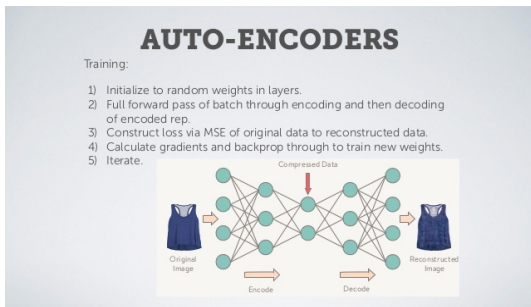 AUTO-ENCODERS
Training:
1) Initialize to random weights in layers.
2) Full forward pass of batch through encoding and then decoding
of encoded rep.
3) Construct loss via MSE of original data to reconstructed data.
4) Calculate gradients and backprop through to train new weights.
5) Iterate.
Compressed Data
Original
Image
Reconstructed
Image
Encode
Decode